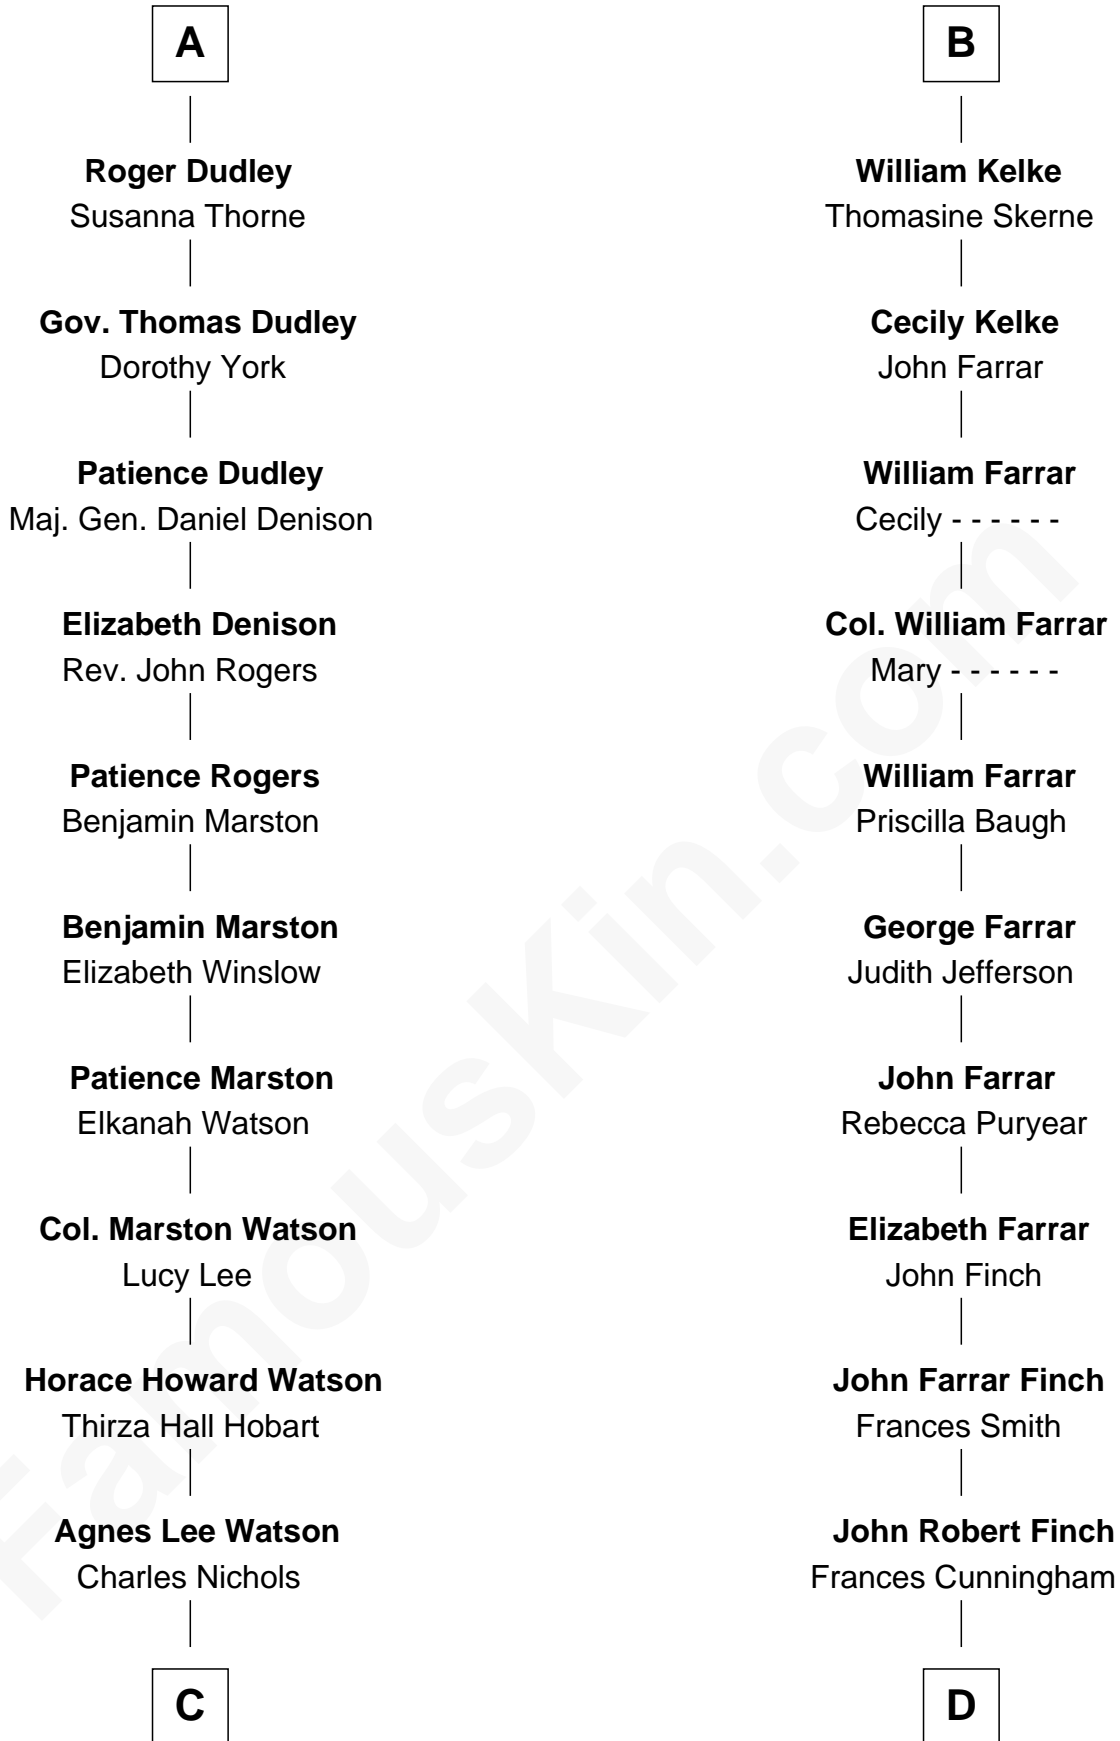 A
Roger Dudley
Susanna Thorne
Gov. Thomas Dudley
Dorothy York
Patience Dudley
Maj. Gen. Daniel Denison
Elizabeth Denison
Rev. John Rogers
Patience Rogers
Benjamin Marston
Benjamin Marston
Elizabeth Winslow
Patience Marston
Elkanah Watson
Col. Marston Watson
Lucy Lee
Horace Howard Watson
Thirza Hall Hobart
Agnes Lee Watson
Charles Nichols
C
B
William Kelke
Thomasine Skerne
Cecily Kelke
John Farrar
William Farrar
Cecily - - - - - -
Col. William Farrar
Mary - - - - - -
William Farrar
Priscilla Baugh
George Farrar
Judith Jefferson
John Farrar
Rebecca Puryear
Elizabeth Farrar
John Finch
John Farrar Finch
Frances Smith
John Robert Finch
Frances Cunningham
D
FamousKin.com